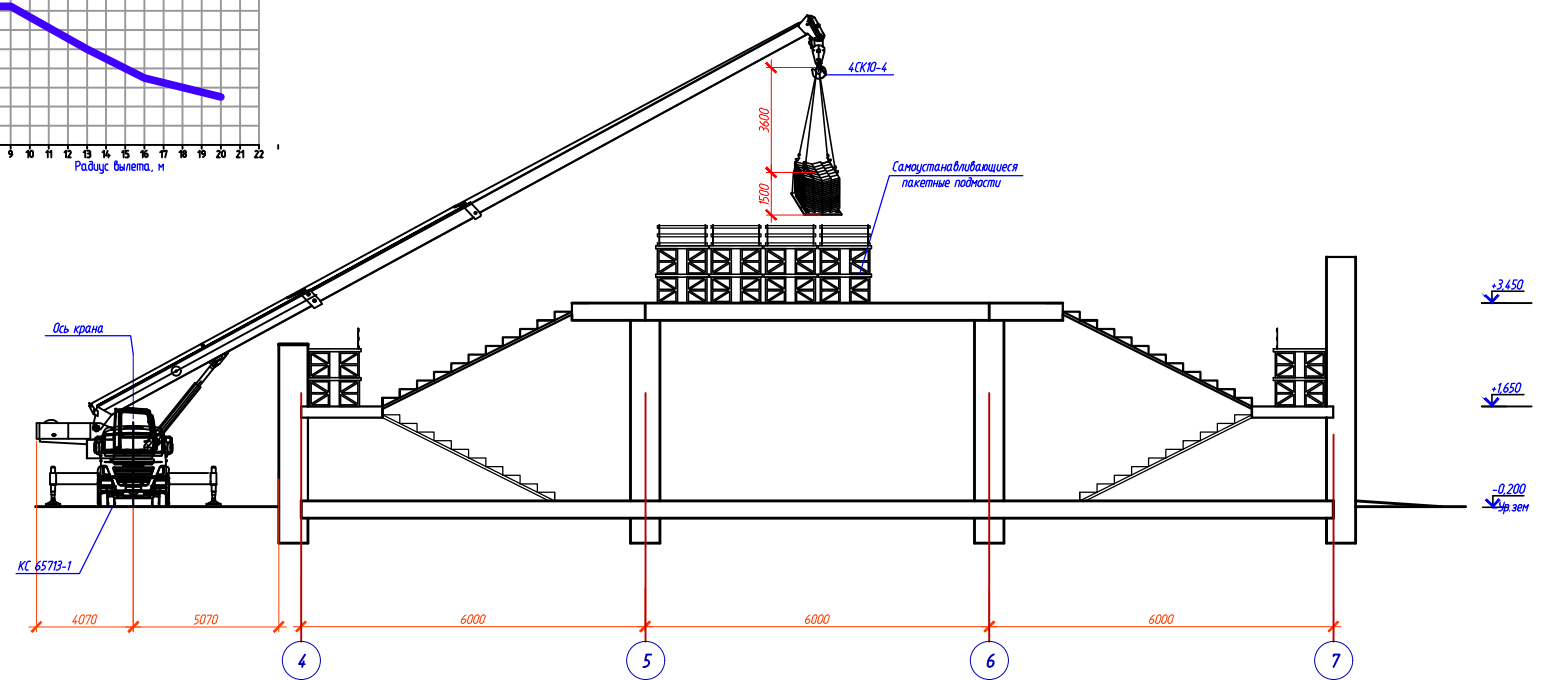 9 10 11 12 13 14 15 16 17 18 19 20 21 22
Радиус вылета, м
4СК10-4
3600
1500
Самоустанавливающиеся
пакетные подмости
+3,450
Ось крана
+1,650
-0,200
Ур.зем
КС 65713-1
4070
5070
6000
6000
6000
4
5
6
7